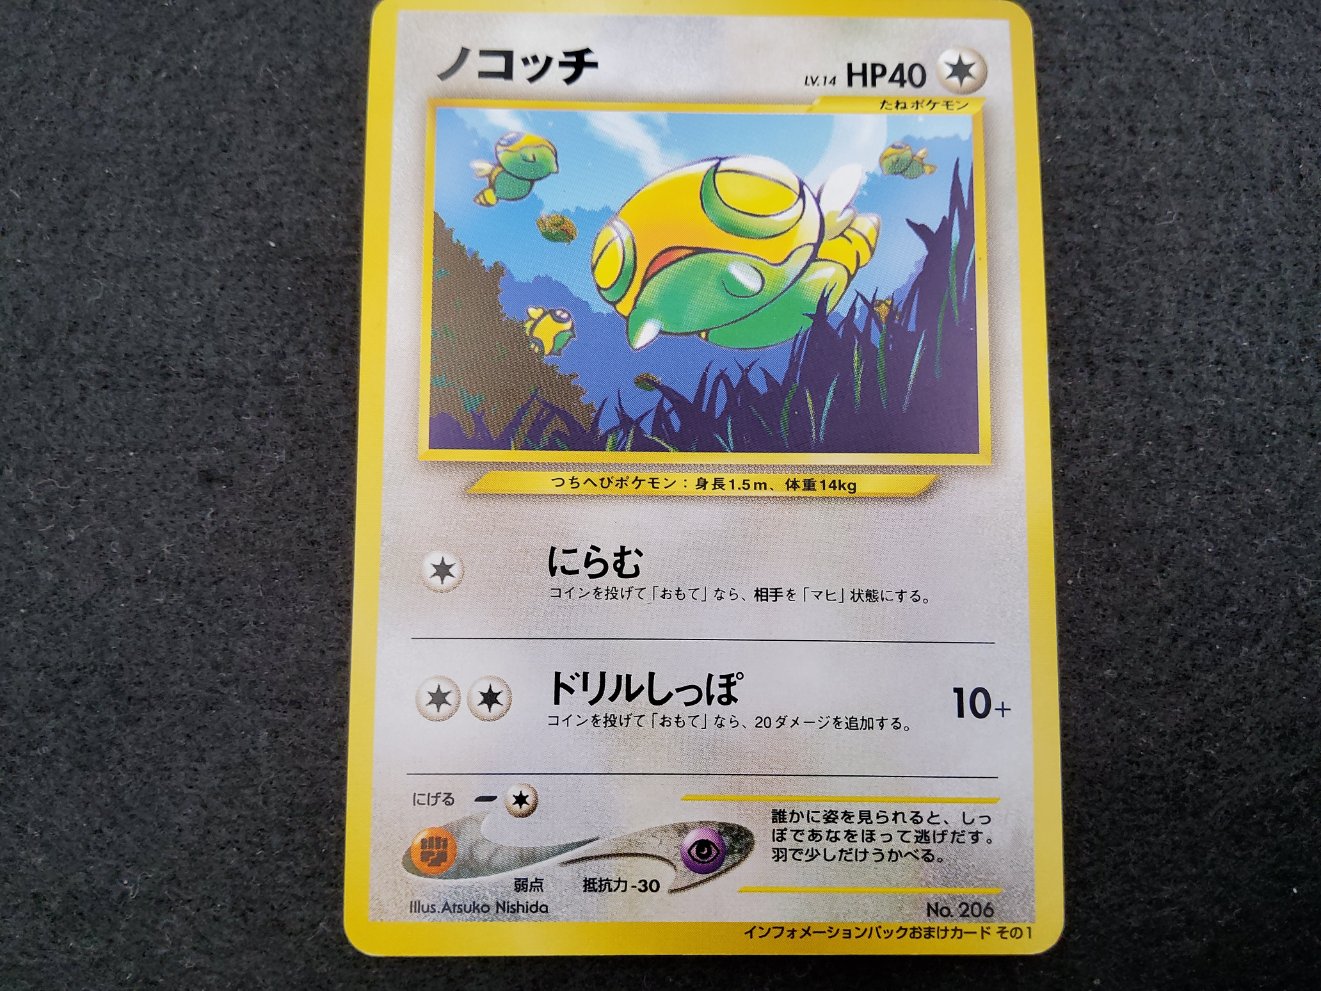 ノコッチ
LV.14 HP40
たねポケモン
つちへびポケモン：身長1.5m、体重14kg
にらむ
コインを投げて「おもて」なら、相手を「マヒ」状態にする。
ドリルしっぽ
10+
コインを投げて「おもて」なら、20ダメージを追加する。
にげる
弱点
抵抗力-30
誰かに姿を見られると、しっ
ぽであなをほって逃げだす。
羽で少しだけうかべる。
Illus.Atsuko Nishida
No. 206
インフォメーションパックおまけカード その1